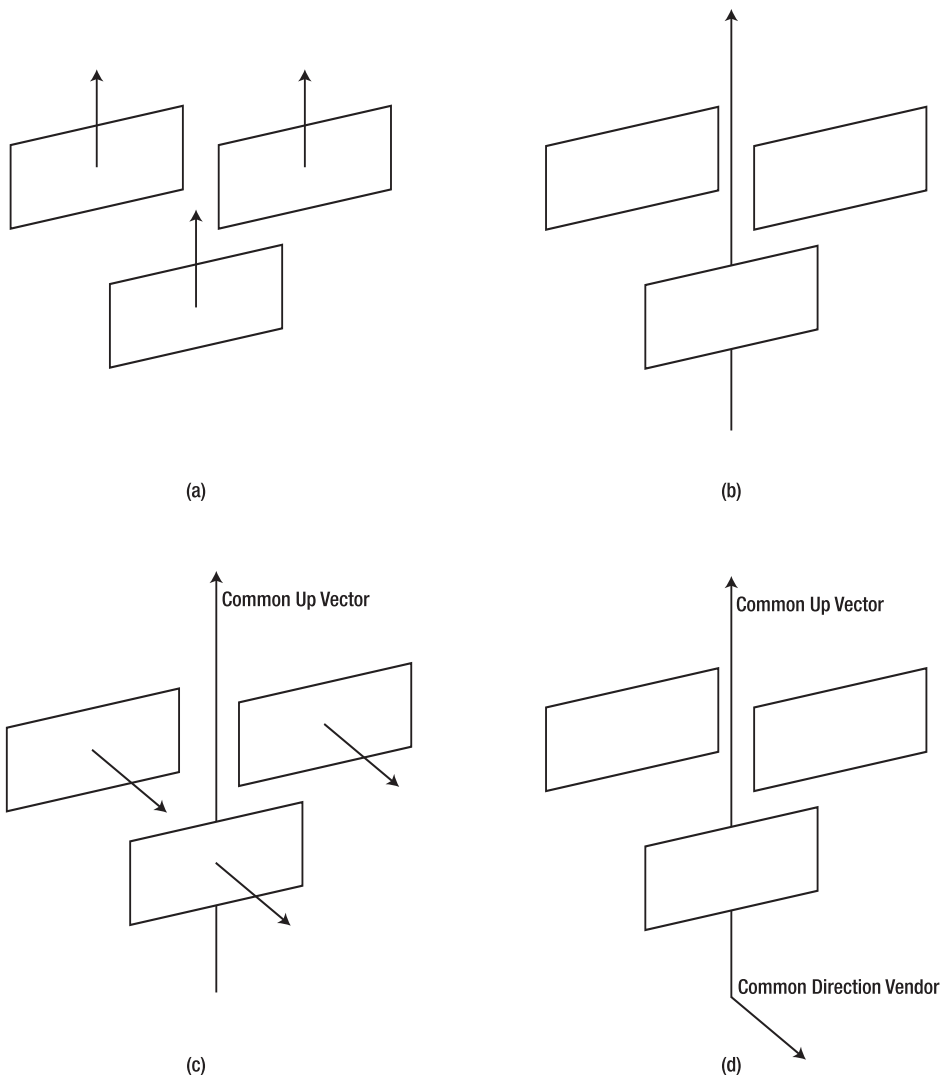 (a)
(b)
Common Up Vector
Common Up Vector
Common Direction Vendor
(c)
(d)